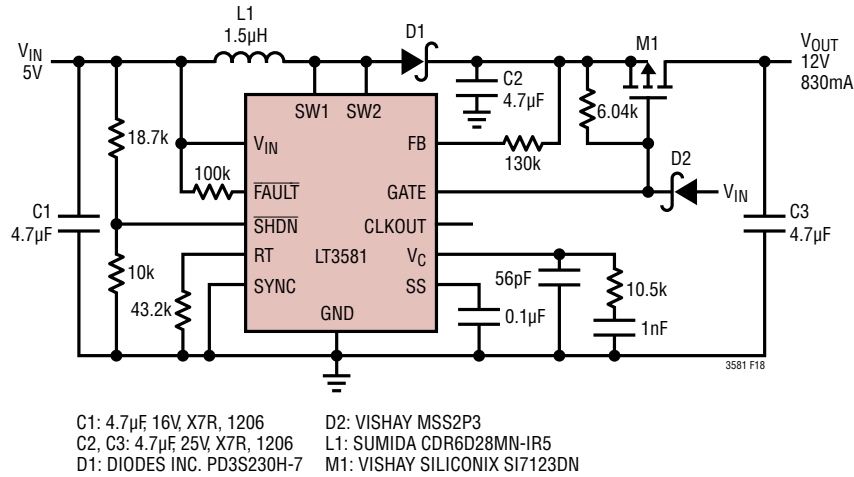 L1
1.5µH
D1
M1
VIN
5V
VOUT
12V
830mA
C2
4.7µF
6.04k
SW1 SW2
VIN
FB
130k
18.7k
100k
FAULT
GATE
D2
VIN
C1
4.7µF
SHDN
CLKOUT
C3
4.7µF
RT
LT3581
VC
10k
SYNC
SS
56pF
10.5k
43.2k
GND
0.1µF
1nF
3581 F18
C1: 4.7µF, 16V, X7R, 1206
C2, C3: 4.7µF, 25V, X7R, 1206
D1: DIODES INC. PD3S230H-7
D2: VISHAY MSS2P3
L1: SUMIDA CDR6D28MN-IR5
M1: VISHAY SILICONIX SI7123DN